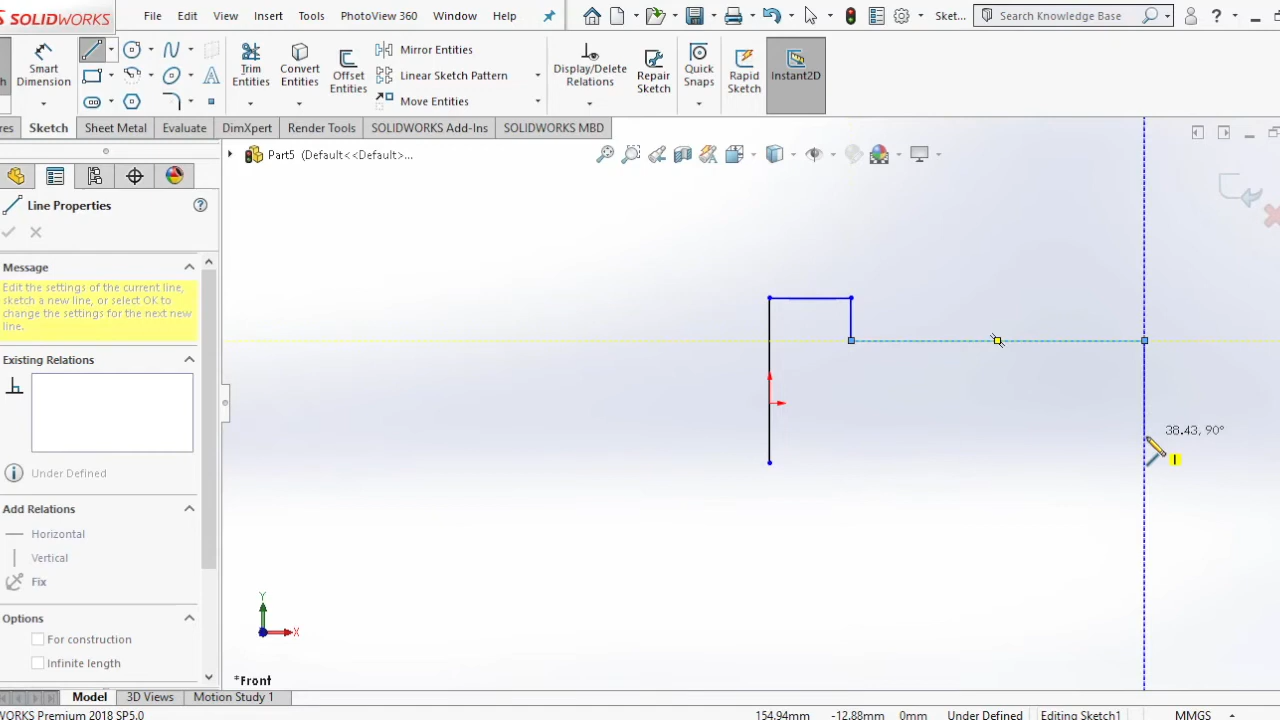 SOLIDWORKS File Edit View Insert Tools PhotoView 360 Window Help Sket... Search Knowledge Base ?
Smart Dimension
Trim Entities
Convert Entities
Offset Entities
Mirror Entities
Linear Sketch Pattern
Move Entities
Display/Delete Relations
Repair Sketch
Quick Snaps
Rapid Sketch
Instant2D
res Sketch Sheet Metal Evaluate DimXpert Render Tools SOLIDWORKS Add-Ins SOLIDWORKS MBD
Part5 (Default<<Default>...
Line Properties ?
Message
Edit the settings of the current line,
sketch a new line, or select OK to
change the settings for the next new
line.
Existing Relations
Under Defined
Add Relations
Horizontal
Vertical
Fix
Options
For construction
Infinite length
38.43, 90°
Y
X
*Front
Model 3D Views Motion Study 1
WORKS Premium 2018 SP5.0 154.94mm -12.88mm 0mm Under Defined Editing Sketch1 MMGS